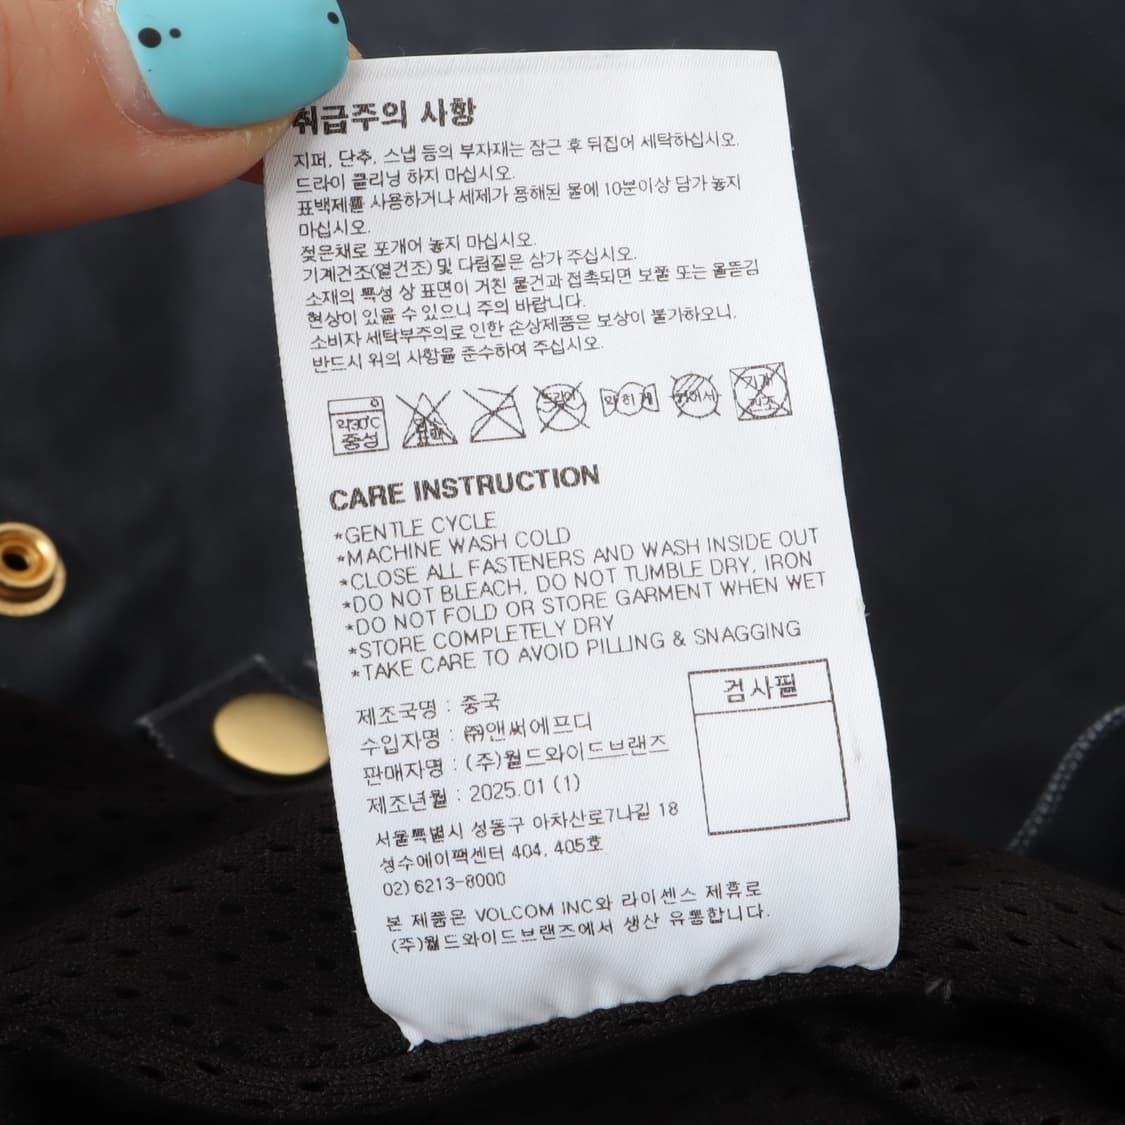 취급주의 사항
지퍼, 단추, 스냅 등의 부자재는 잠근 후 뒤집어 세탁하십시오.
드라이 클리닝 하지 마십시오.
표백제를 사용하거나 세제가 용해된 물에 10분이상 담가 놓지
마십시오.
젖은채로 포개어 놓지 마십시오.
기계건조(열건조) 및 다림질은 삼가 주십시오.
소재의 특성 상 표면이 거친 물건과 접촉되면 보풀 또는 올뜯김
현상이 있을 수 있으니 주의 바랍니다.
소비자 세탁부주의로 인한 손상제품은 보상이 불가하오니,
반드시 위의 사항을 준수하여 주십시오.
약30℃ 중성 염소 표백 드라이 약하게 뉘어서 기계 건조
CARE INSTRUCTION
*GENTLE CYCLE
*MACHINE WASH COLD
*CLOSE ALL FASTENERS AND WASH INSIDE OUT
*DO NOT BLEACH, DO NOT TUMBLE DRY, IRON
*DO NOT FOLD OR STORE GARMENT WHEN WET
*STORE COMPLETELY DRY
*TAKE CARE TO AVOID PILLING & SNAGGING
제조국명 : 중국
수입자명 : ㈜앤써에프디
판매자명 : (주)월드와이드브랜즈
제조년월 : 2025.01 (1)
검사필
서울특별시 성동구 아차산로7나길 18
성수에이팩센터 404, 405호
02) 6213-8000
본 제품은 VOLCOM INC와 라이센스 제휴로
(주)월드와이드브랜즈에서 생산 유통합니다.